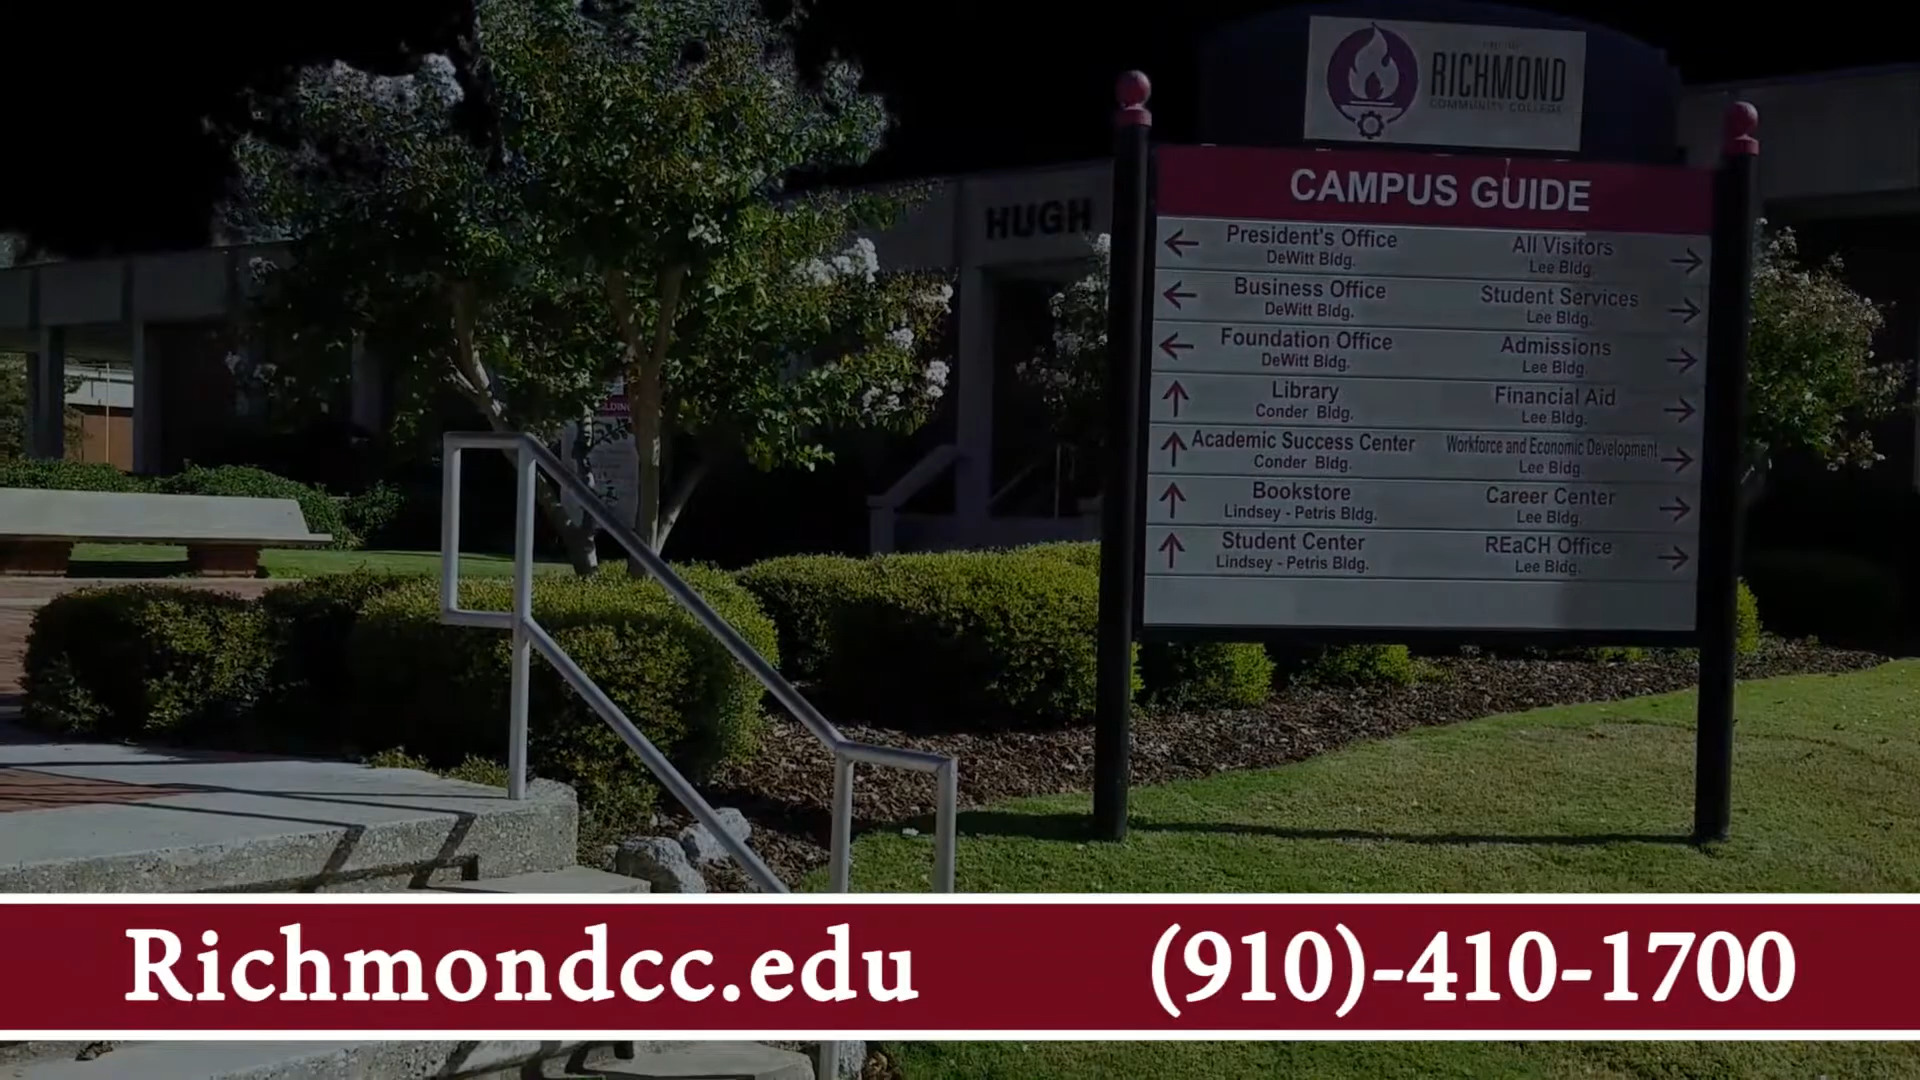 RICHMOND
COMMUNITY COLLEGE
HUGH
CAMPUS GUIDE
President's Office
DeWitt Bldg.
All Visitors
Lee Bldg.
Business Office
DeWitt Bldg.
Student Services
Lee Bldg.
Foundation Office
DeWitt Bldg.
Admissions
Lee Bldg.
Library
Conder Bldg.
Financial Aid
Lee Bldg.
Academic Success Center
Conder Bldg.
Workforce and Economic Development
Lee Bldg.
Bookstore
Lindsey - Petris Bldg.
Career Center
Lee Bldg.
Student Center
Lindsey - Petris Bldg.
REaCH Office
Lee Bldg.
Richmondcc.edu
(910)-410-1700